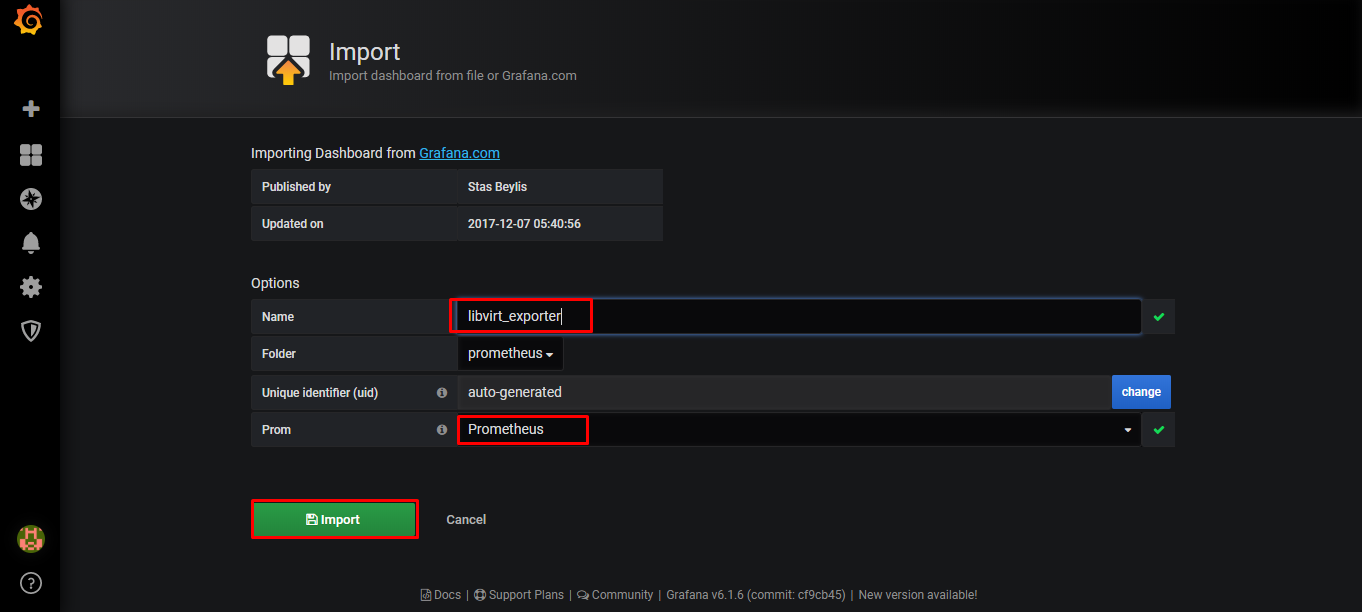 Import
Import dashboard from file or Grafana.com
Importing Dashboard from Grafana.com
Published by Stas Beylis
Updated on 2017-12-07 05:40:56
Options
Name libvirt_exporter
Folder prometheus
Unique identifier (uid) auto-generated change
Prom Prometheus
Import Cancel
Docs | Support Plans | Community | Grafana v6.1.6 (commit: cf9cb45) | New version available!